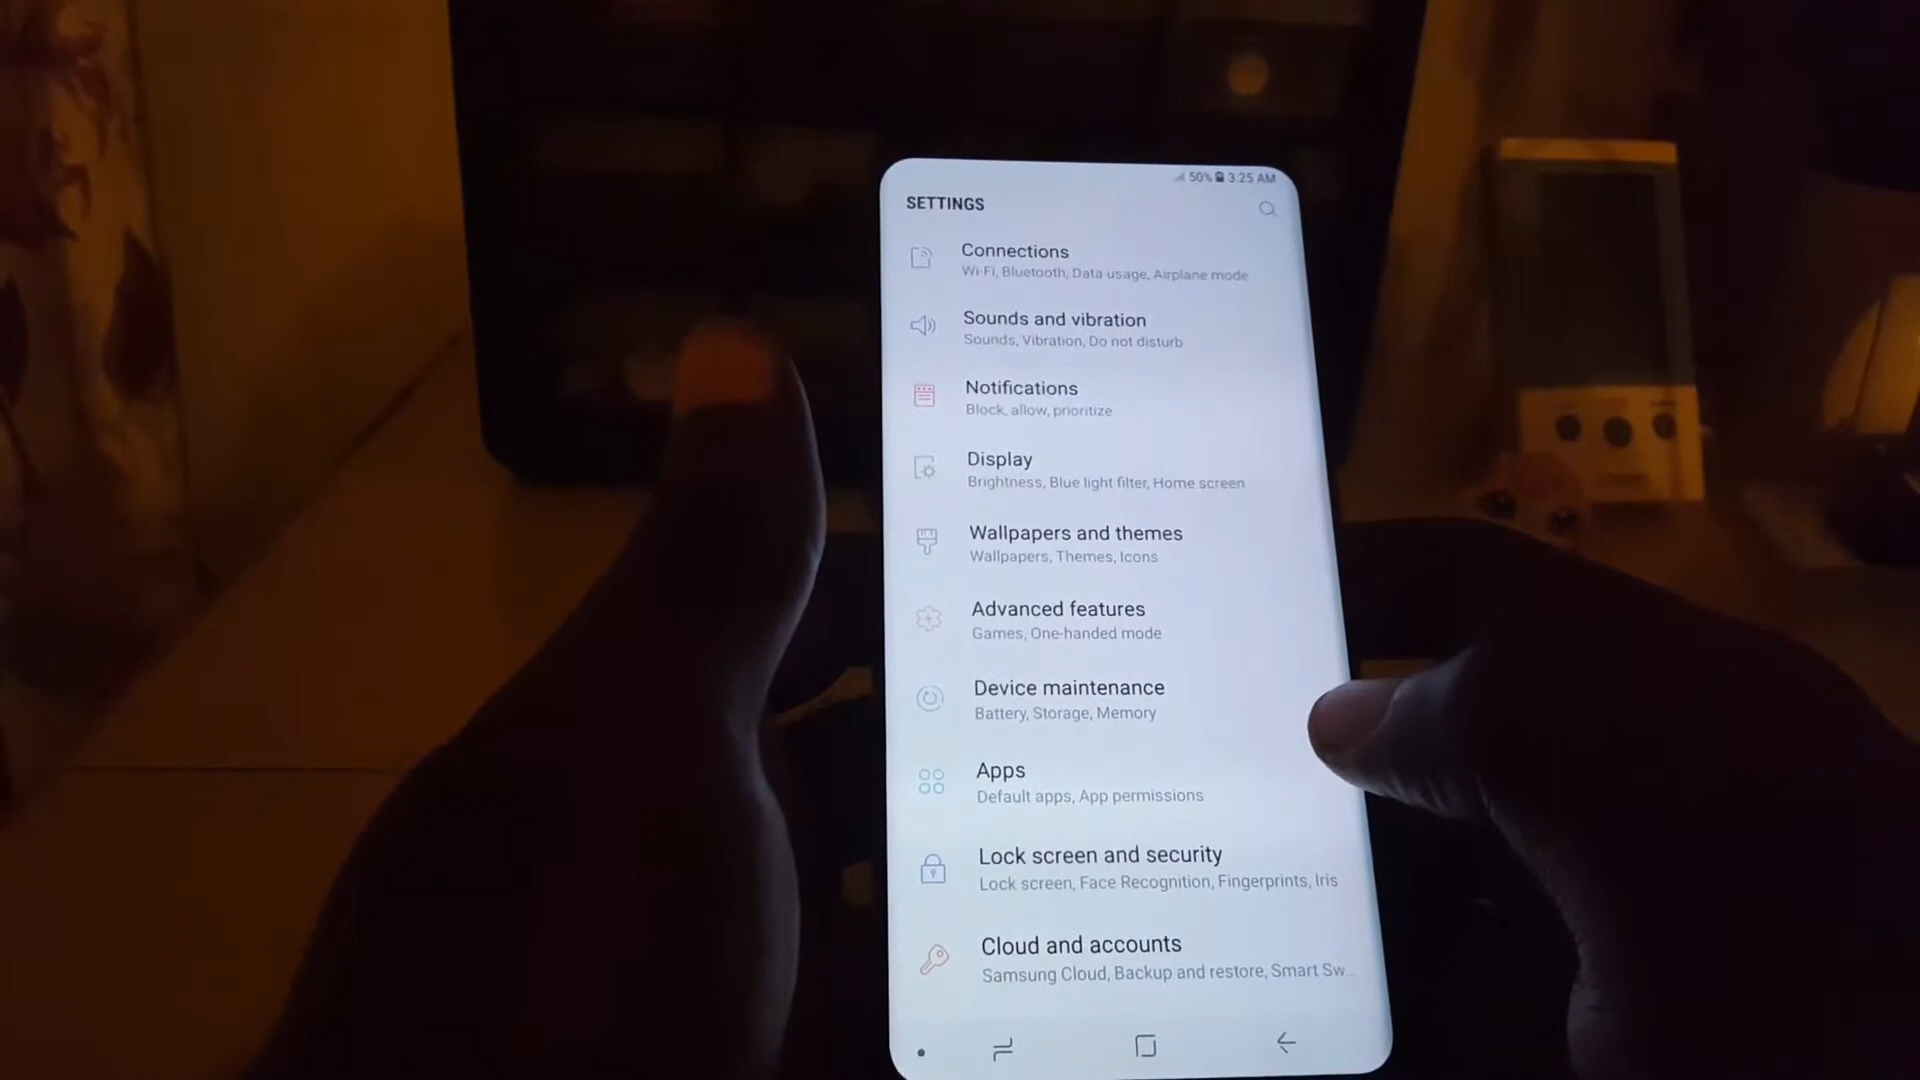 50% 3:25 AM
SETTINGS
Connections
Wi-Fi, Bluetooth, Data usage, Airplane mode
Sounds and vibration
Sounds, Vibration, Do not disturb
Notifications
Block, allow, prioritize
Display
Brightness, Blue light filter, Home screen
Wallpapers and themes
Wallpapers, Themes, Icons
Advanced features
Games, One-handed mode
Device maintenance
Battery, Storage, Memory
Apps
Default apps, App permissions
Lock screen and security
Lock screen, Face Recognition, Fingerprints, Iris
Cloud and accounts
Samsung Cloud, Backup and restore, Smart Sw...